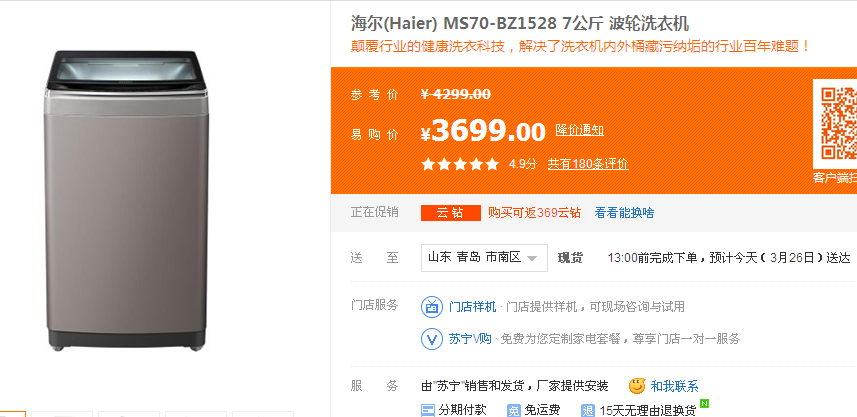 海尔(Haier) MS70-BZ1528 7公斤 波轮洗衣机
颠覆行业的健康洗衣科技，解决了洗衣机内外桶藏污纳垢的行业百年难题！
参 考 价 ¥ 4299.00
易 购 价 ¥3699.00 降价通知
4.9分 共有180条评价
客户端扫
正在促销 云 钻 购买可返369云钻 看看能换啥
送 至 山东 青岛 市南区 现货 13:00前完成下单，预计今天（3月26日）送达
门店服务 门店样机 · 门店提供样机，可现场咨询与试用
苏宁V购 · 免费为您定制家电套餐，尊享门店一对一服务
服 务 由"苏宁"销售和发货，厂家提供安装 和我联系
分期付款 免 免运费 退 15天无理由退换货 N